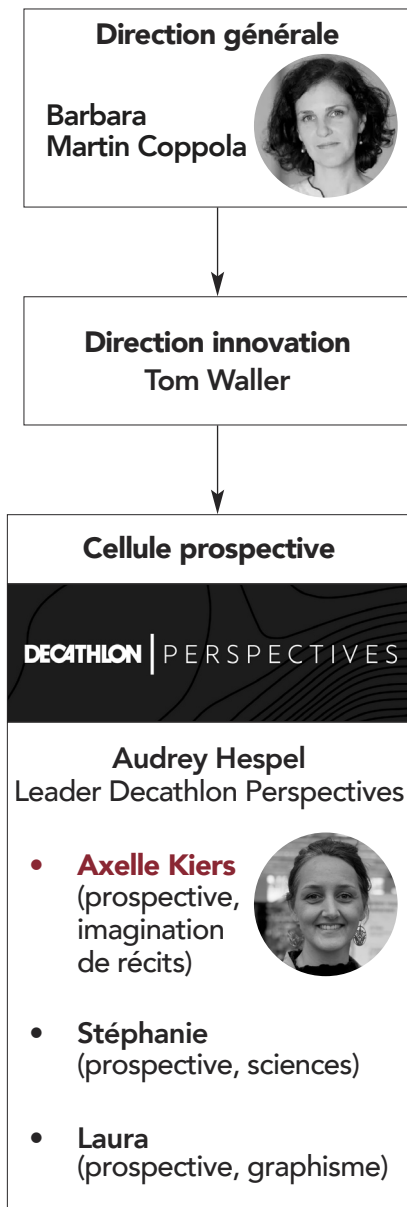 Direction générale
Barbara
Martin Coppola
Direction innovation
Tom Waller
Cellule prospective
DECATHLON | PERSPECTIVES
Audrey Hespel
Leader Decathlon Perspectives
• Axelle Kiers
(prospective,
imagination
de récits)
• Stéphanie
(prospective, sciences)
• Laura
(prospective, graphisme)